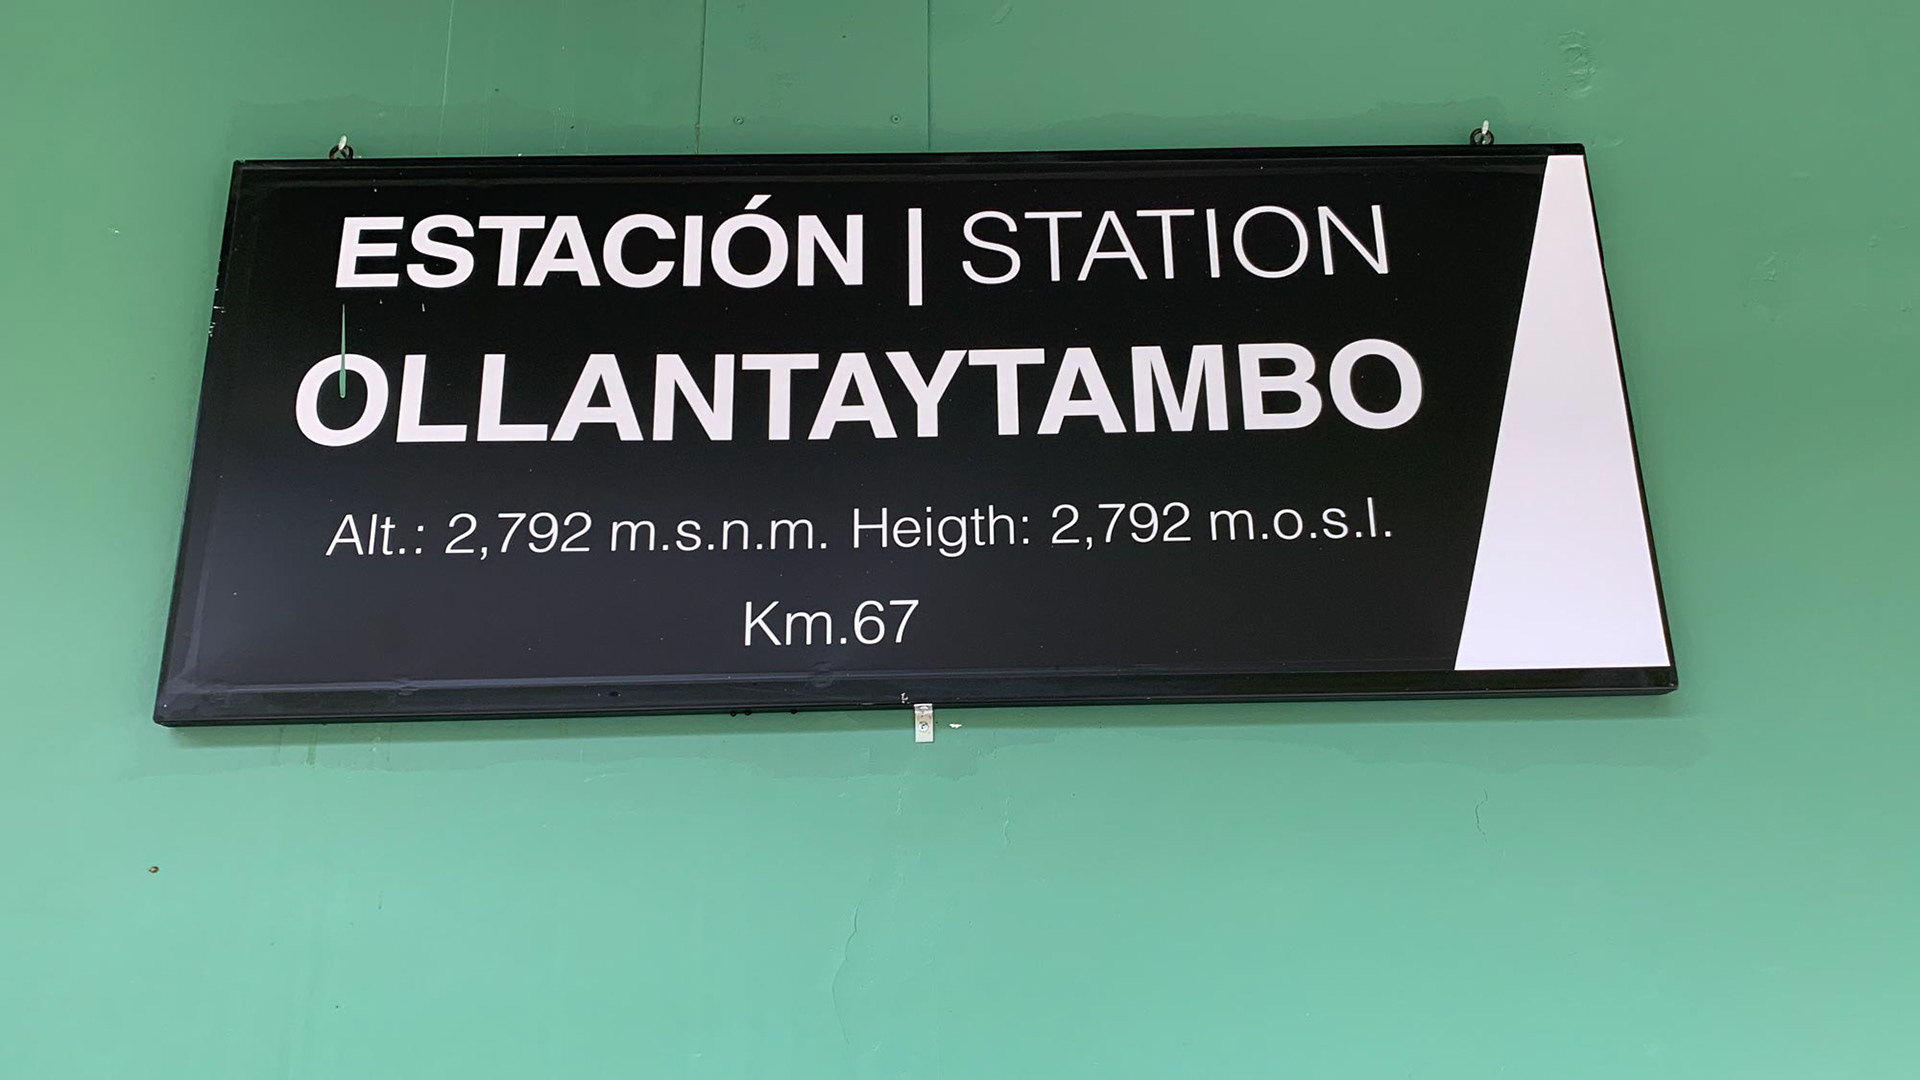 ESTACIÓN | STATION
OLLANTAYTAMBO
Alt.: 2,792 m.s.n.m. Heigth: 2,792 m.o.s.l.
Km.67